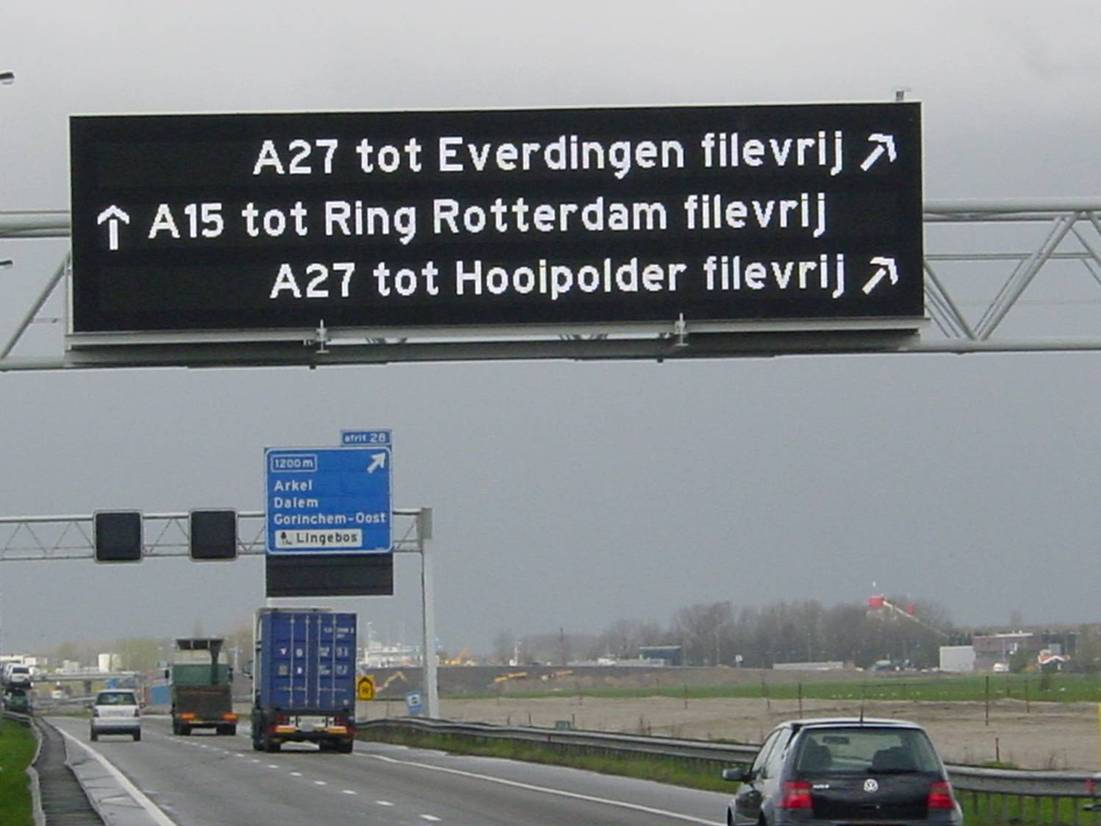 A27 tot Everdingen filevrij
A15 tot Ring Rotterdam filevrij
A27 tot Hooipolder filevrij
afrit 28
1200 m
Arkel
Dalem
Gorinchem-Oost
Lingebos